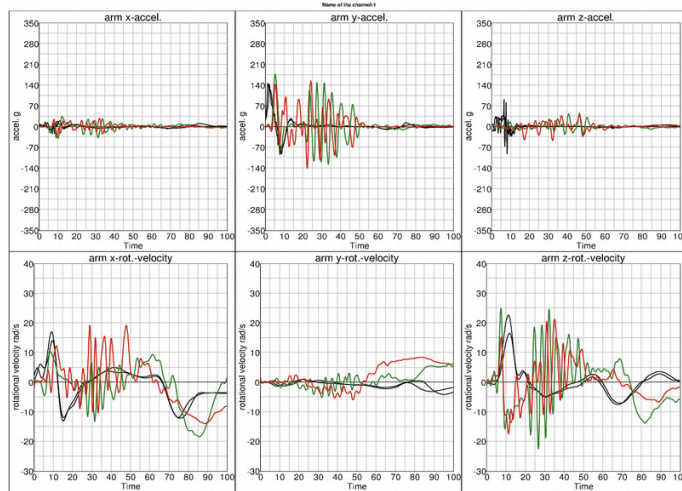 Name of the channel-1
arm x-accel.
arm y-accel.
arm z-accel.
accel. g
350
280
210
140
70
0
-70
-140
-210
-280
-350
0 10 20 30 40 50 60 70 80 90 100
Time
accel. g
350
280
210
140
70
0
-70
-140
-210
-280
-350
0 10 20 30 40 50 60 70 80 90 100
Time
accel. g
350
280
210
140
70
0
-70
-140
-210
-280
-350
0 10 20 30 40 50 60 70 80 90 100
Time
arm x-rot.-velocity
arm y-rot.-velocity
arm z-rot.-velocity
rotational velocity rad/s
40
30
20
10
0
-10
-20
-30
0 10 20 30 40 50 60 70 80 90 100
Time
rotational velocity rad/s
40
30
20
10
0
-10
-20
-30
0 10 20 30 40 50 60 70 80 90 100
Time
rotational velocity rad/s
40
30
20
10
0
-10
-20
-30
0 10 20 30 40 50 60 70 80 90 100
Time